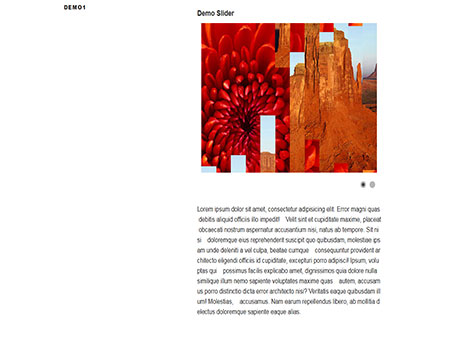 DEMO1
Demo Slider
Lorem ipsum dolor sit amet, consectetur adipisicing elit. Error magni quas
debitis aliquid officiis illo impedit! Velit sint et cupiditate maxime, placeat
obcaecati nostrum aspernatur accusantium nisi, natus ab tempore. Sit ni
si doloremque eius reprehenderit suscipit quo quibusdam, molestiae ips
am unde deleniti a vel culpa, beatae cumque consequuntur provident ar
chitecto eligendi officiis id cupiditate, excepturi porro adipisci! Ipsum, volu
ptas qui possimus facilis explicabo amet, dignissimos quia dolore nulla
similique illum nemo sapiente voluptates maxime quas autem, accusam
us porro distinctio dicta error architecto nisi? Veritatis eaque quibusdam ill
um! Molestias, accusamus. Nam earum repellendus libero, ab mollitia d
electus doloremque sapiente eaque alias.